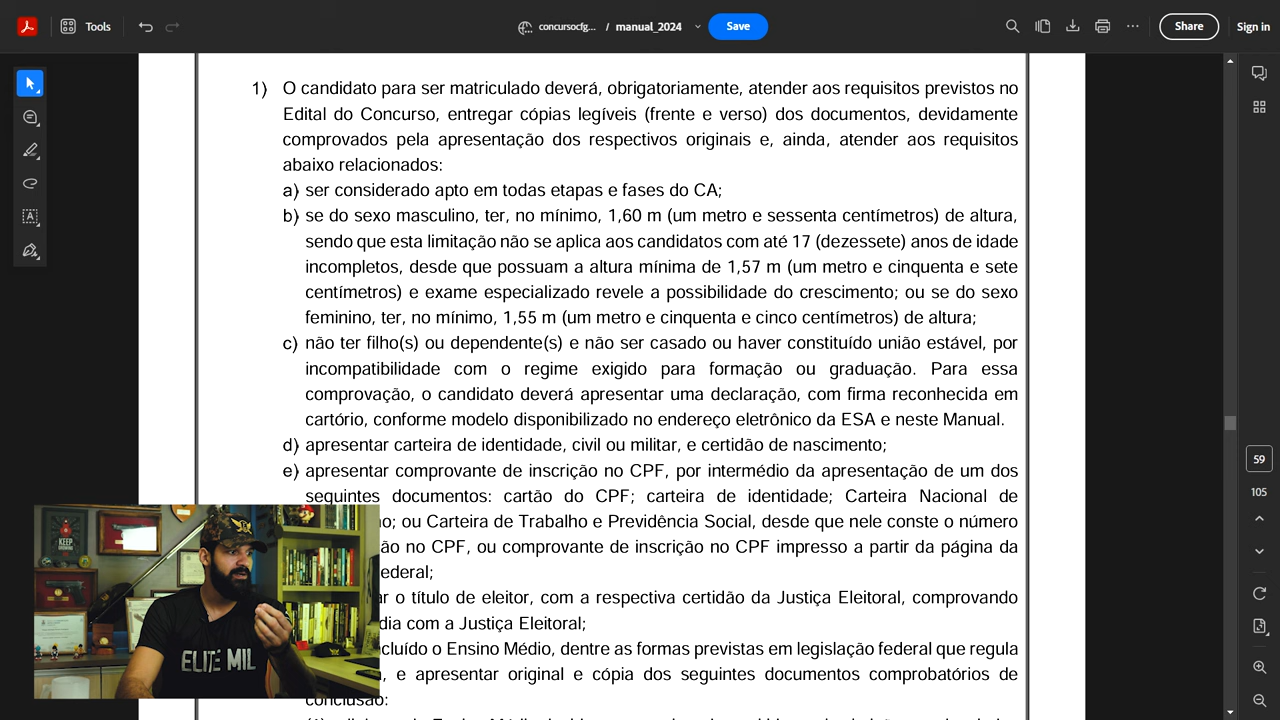 Tools
concursocfg... / manual_2024
Save
Share
Sign in
1) O candidato para ser matriculado deverá, obrigatoriamente, atender aos requisitos previstos no
Edital do Concurso, entregar cópias legíveis (frente e verso) dos documentos, devidamente
comprovados pela apresentação dos respectivos originais e, ainda, atender aos requisitos
abaixo relacionados:
a) ser considerado apto em todas etapas e fases do CA;
b) se do sexo masculino, ter, no mínimo, 1,60 m (um metro e sessenta centímetros) de altura,
sendo que esta limitação não se aplica aos candidatos com até 17 (dezessete) anos de idade
incompletos, desde que possuam a altura mínima de 1,57 m (um metro e cinquenta e sete
centímetros) e exame especializado revele a possibilidade do crescimento; ou se do sexo
feminino, ter, no mínimo, 1,55 m (um metro e cinquenta e cinco centímetros) de altura;
c) não ter filho(s) ou dependente(s) e não ser casado ou haver constituído união estável, por
incompatibilidade com o regime exigido para formação ou graduação. Para essa
comprovação, o candidato deverá apresentar uma declaração, com firma reconhecida em
cartório, conforme modelo disponibilizado no endereço eletrônico da ESA e neste Manual.
d) apresentar carteira de identidade, civil ou militar, e certidão de nascimento;
e) apresentar comprovante de inscrição no CPF, por intermédio da apresentação de um dos
seguintes documentos: cartão do CPF; carteira de identidade; Carteira Nacional de
o; ou Carteira de Trabalho e Previdência Social, desde que nele conste o número
ão no CPF, ou comprovante de inscrição no CPF impresso a partir da página da
ederal;
r o título de eleitor, com a respectiva certidão da Justiça Eleitoral, comprovando
dia com a Justiça Eleitoral;
cluído o Ensino Médio, dentre as formas previstas em legislação federal que regula
, e apresentar original e cópia dos seguintes documentos comprobatórios de
conclusão:
59
105
KEEP
ELITE MIL